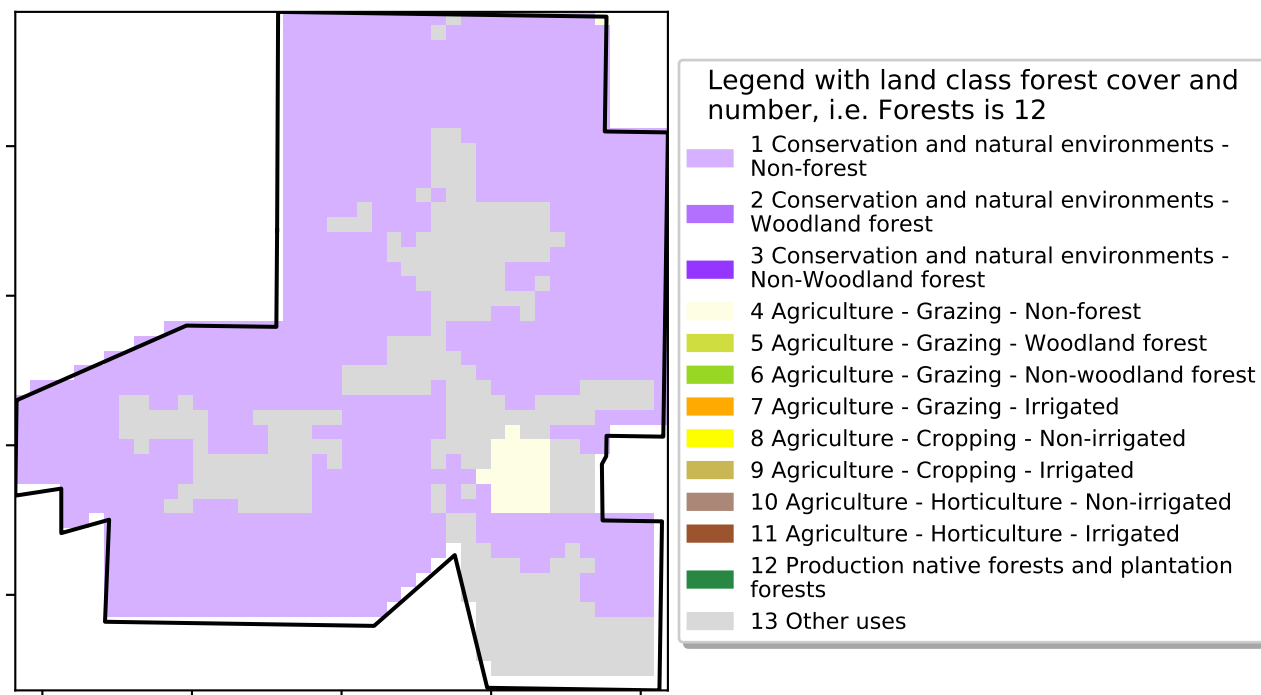 Legend with land class forest cover and
number, i.e. Forests is 12
1 Conservation and natural environments -
Non-forest
2 Conservation and natural environments -
Woodland forest
3 Conservation and natural environments -
Non-Woodland forest
4 Agriculture - Grazing - Non-forest
5 Agriculture - Grazing - Woodland forest
6 Agriculture - Grazing - Non-woodland forest
7 Agriculture - Grazing - Irrigated
8 Agriculture - Cropping - Non-irrigated
9 Agriculture - Cropping - Irrigated
10 Agriculture - Horticulture - Non-irrigated
11 Agriculture - Horticulture - Irrigated
12 Production native forests and plantation
forests
13 Other uses